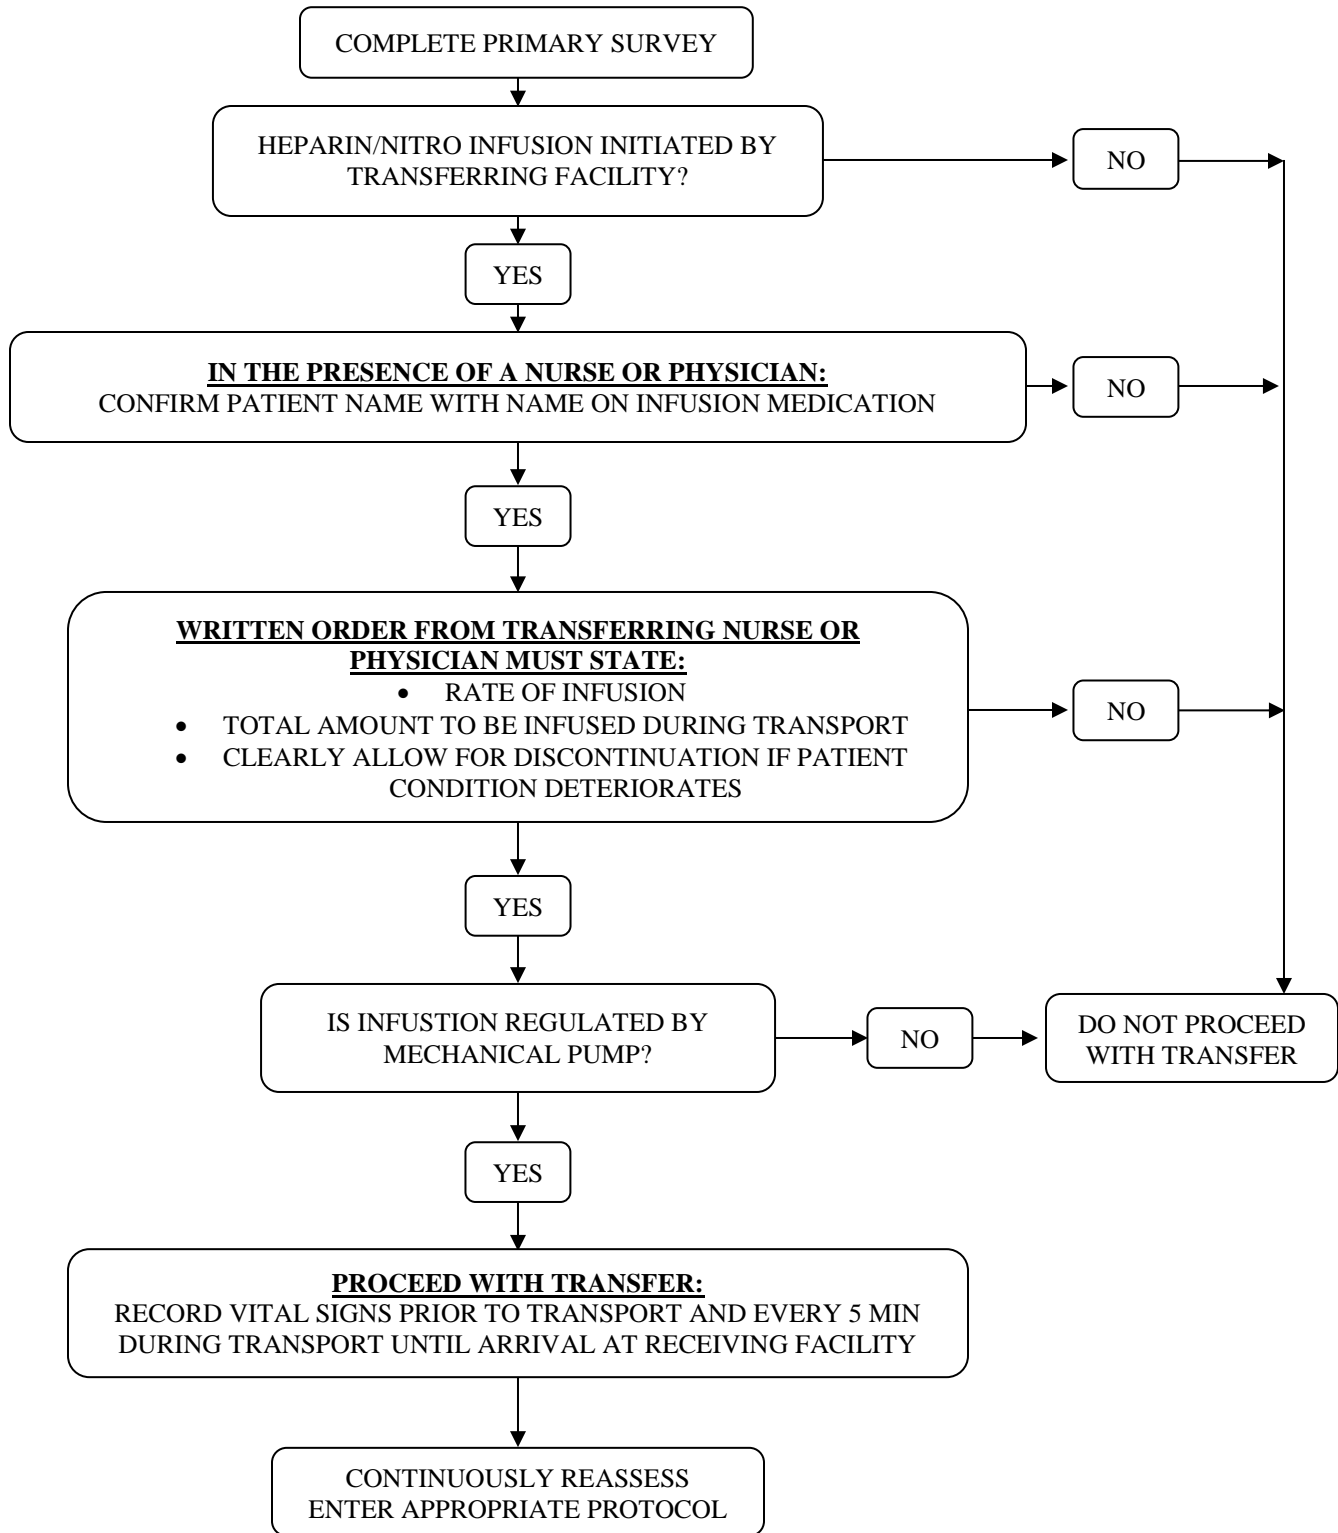 COMPLETE PRIMARY SURVEY
HEPARIN/NITRO INFUSION INITIATED BY
TRANSFERRING FACILITY?
NO
YES
IN THE PRESENCE OF A NURSE OR PHYSICIAN:
CONFIRM PATIENT NAME WITH NAME ON INFUSION MEDICATION
NO
YES
WRITTEN ORDER FROM TRANSFERRING NURSE OR
PHYSICIAN MUST STATE:
• RATE OF INFUSION
• TOTAL AMOUNT TO BE INFUSED DURING TRANSPORT
• CLEARLY ALLOW FOR DISCONTINUATION IF PATIENT
CONDITION DETERIORATES
NO
YES
IS INFUSTION REGULATED BY
MECHANICAL PUMP?
NO
DO NOT PROCEED
WITH TRANSFER
YES
PROCEED WITH TRANSFER:
RECORD VITAL SIGNS PRIOR TO TRANSPORT AND EVERY 5 MIN
DURING TRANSPORT UNTIL ARRIVAL AT RECEIVING FACILITY
CONTINUOUSLY REASSESS
ENTER APPROPRIATE PROTOCOL